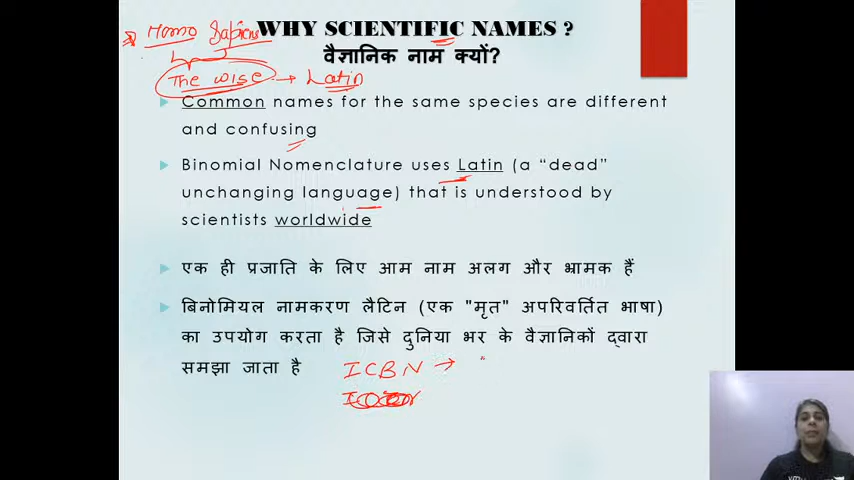 Homo Sapiens
WHY SCIENTIFIC NAMES ?
वैज्ञानिक नाम क्यों?
The wise → Latin
Common names for the same species are different
and confusing
Binomial Nomenclature uses Latin (a “dead”
unchanging language) that is understood by
scientists worldwide
एक ही प्रजाति के लिए आम नाम अलग और भ्रामक हैं
बिनोमियल नामकरण लैटिन (एक "मृत" अपरिवर्तित भाषा)
का उपयोग करता है जिसे दुनिया भर के वैज्ञानिकों द्वारा
समझा जाता है
ICBN →